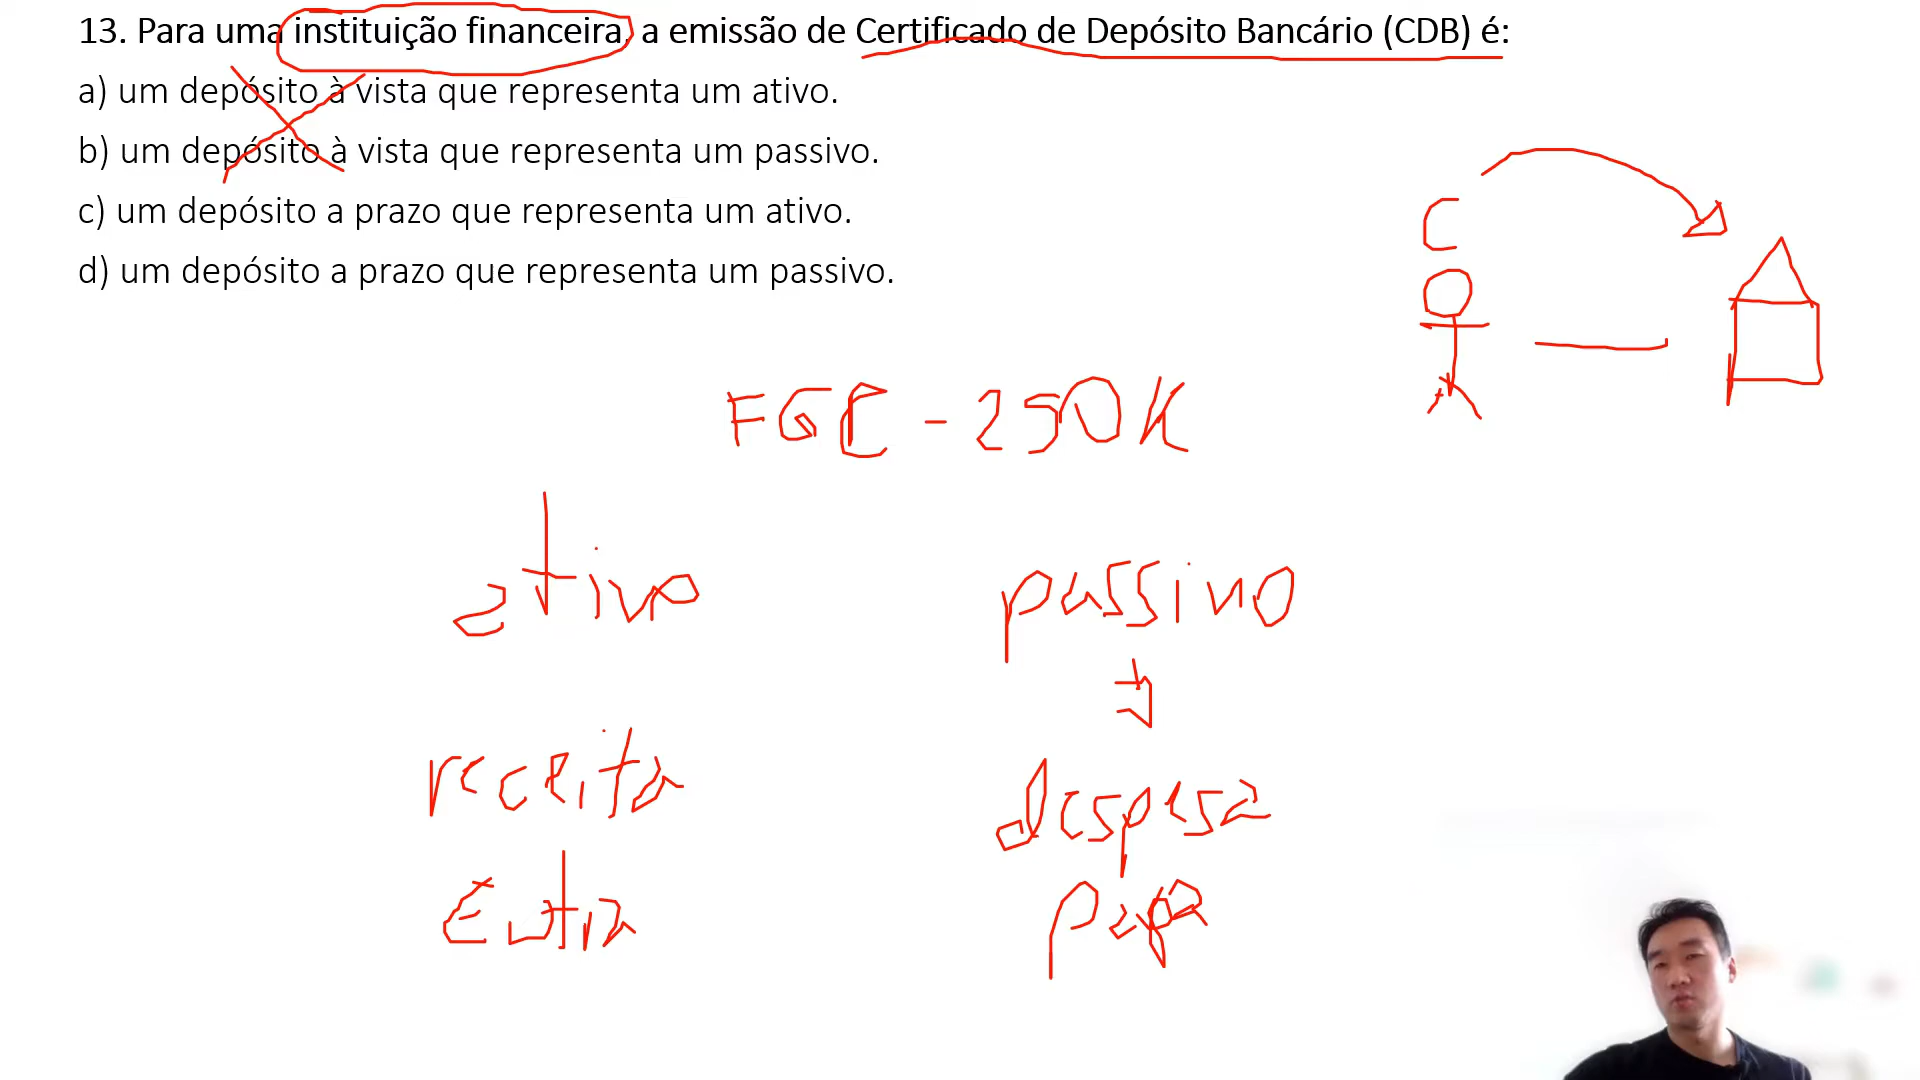 13. Para uma instituição financeira, a emissão de Certificado de Depósito Bancário (CDB) é:
a) um depósito à vista que representa um ativo.
b) um depósito à vista que representa um passivo.
c) um depósito a prazo que representa um ativo.
d) um depósito a prazo que representa um passivo.
C
FGC - 250K
ativo passivo
receita despesa
Entra paga